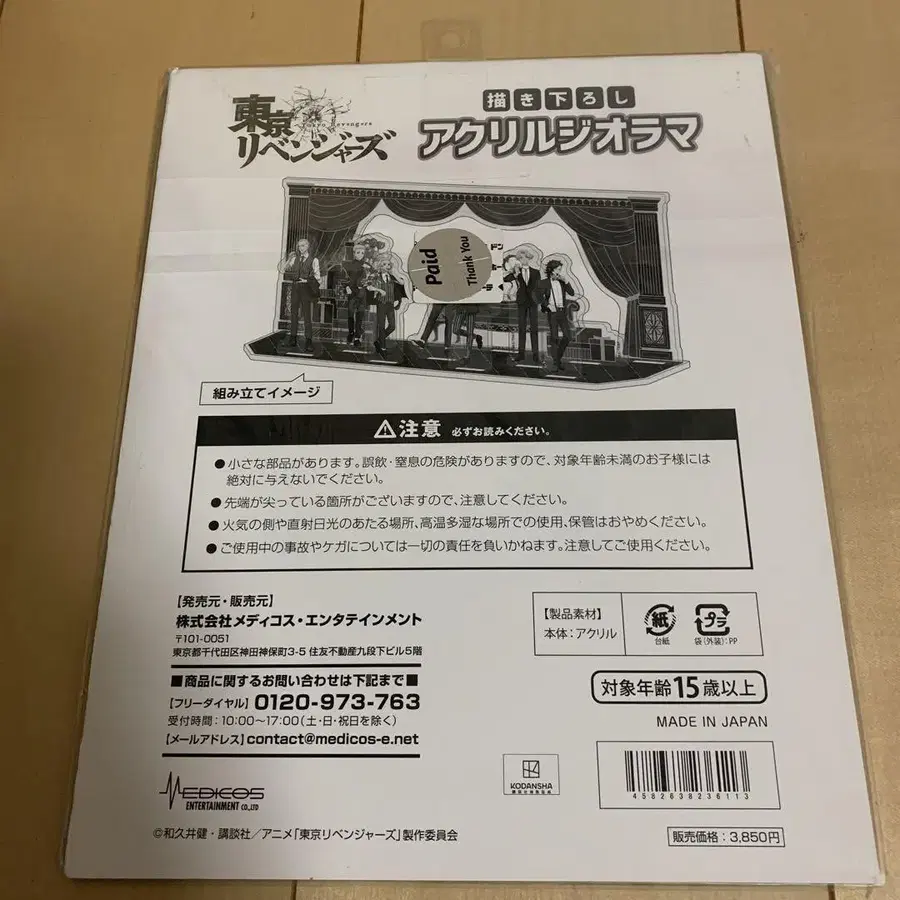 東京
Tokyo Revengers
リベンジャーズ
描き下ろし
アクリルジオラマ
Paid
Thank You
組み立てイメージ
注意 必ずお読みください。
●小さな部品があります。誤飲・窒息の危険がありますので、対象年齢未満のお子様には
絶対に与えないでください。
●先端が尖っている箇所がございますので、注意してください。
●火気の側や直射日光のあたる場所、高温多湿な場所での使用、保管はおやめください。
●ご使用中の事故やケガについては一切の責任を負いかねます。注意してご使用ください。
【発売元・販売元】
株式会社メディコス・エンタテインメント
〒101-0051
東京都千代田区神田神保町3-5 住友不動産九段下ビル5階
■商品に関するお問い合わせは下記まで■
【フリーダイヤル】0120-973-763
受付時間：10:00〜17:00（土・日・祝日を除く）
【メールアドレス】contact@medicos-e.net
MEDICOS
ENTERTAINMENT CO.,LTD
【製品素材】
本体：アクリル
紙
台紙
プラ
袋（外装）：PP
対象年齢15歳以上
MADE IN JAPAN
KODANSHA
4582638236113
©和久井健・講談社／アニメ「東京リベンジャーズ」製作委員会
販売価格：3,850円